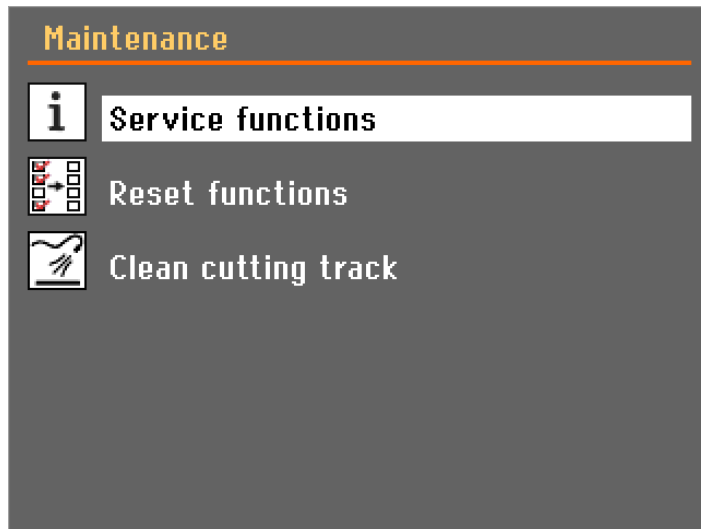 Maintenance
i
Service functions
Reset functions
Clean cutting track